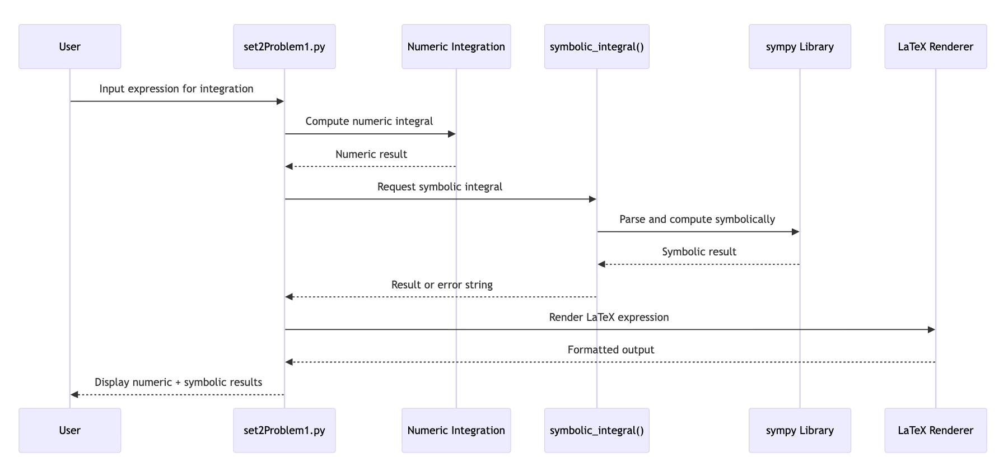 User
set2Problem1.py
Numeric Integration
symbolic_integral()
sympy Library
LaTeX Renderer
Input expression for integration
Compute numeric integral
Numeric result
Request symbolic integral
Parse and compute symbolically
Symbolic result
Result or error string
Render LaTeX expression
Formatted output
Display numeric + symbolic results
User
set2Problem1.py
Numeric Integration
symbolic_integral()
sympy Library
LaTeX Renderer